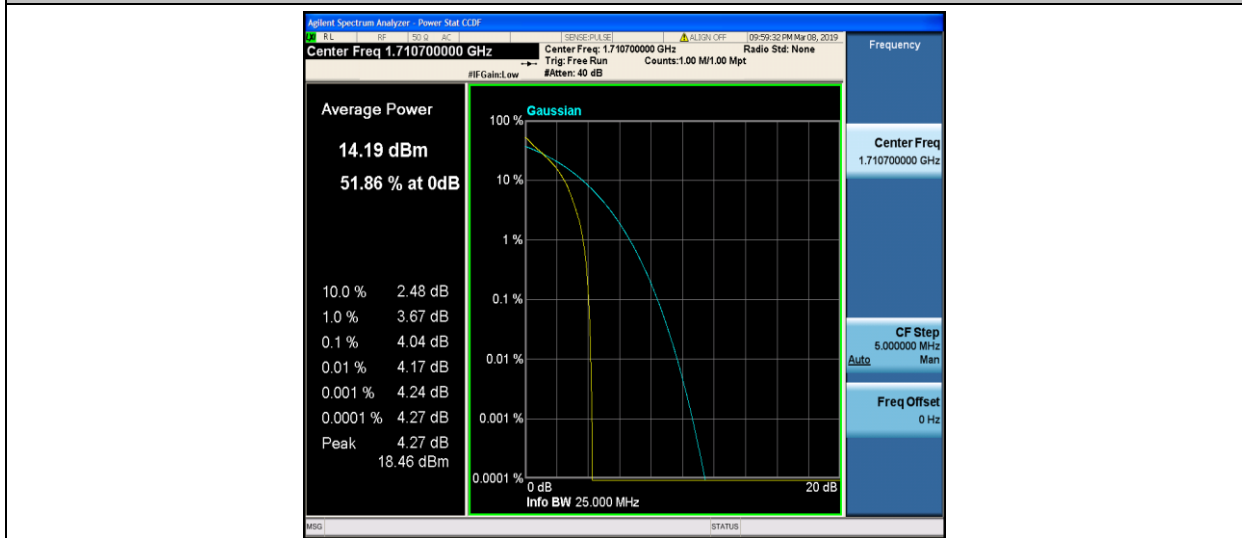 Agilent Spectrum Analyzer - Power Stat CCDF
RL RF 50 Ω AC SENSE:PULSE ALIGN OFF 09:59:32 PM Mar 08, 2019
Center Freq 1.710700000 GHz
Center Freq: 1.710700000 GHz Radio Std: None
Trig: Free Run Counts:1.00 M/1.00 Mpt
#IFGain:Low #Atten: 40 dB
Frequency
Average Power
14.19 dBm
51.86 % at 0dB
10.0 % 2.48 dB
1.0 % 3.67 dB
0.1 % 4.04 dB
0.01 % 4.17 dB
0.001 % 4.24 dB
0.0001 % 4.27 dB
Peak 4.27 dB
18.46 dBm
Gaussian
100 %
10 %
1 %
0.1 %
0.01 %
0.001 %
0.0001 %
0 dB 20 dB
Info BW 25.000 MHz
Center Freq
1.710700000 GHz
CF Step
5.000000 MHz
Auto Man
Freq Offset
0 Hz
MSG STATUS